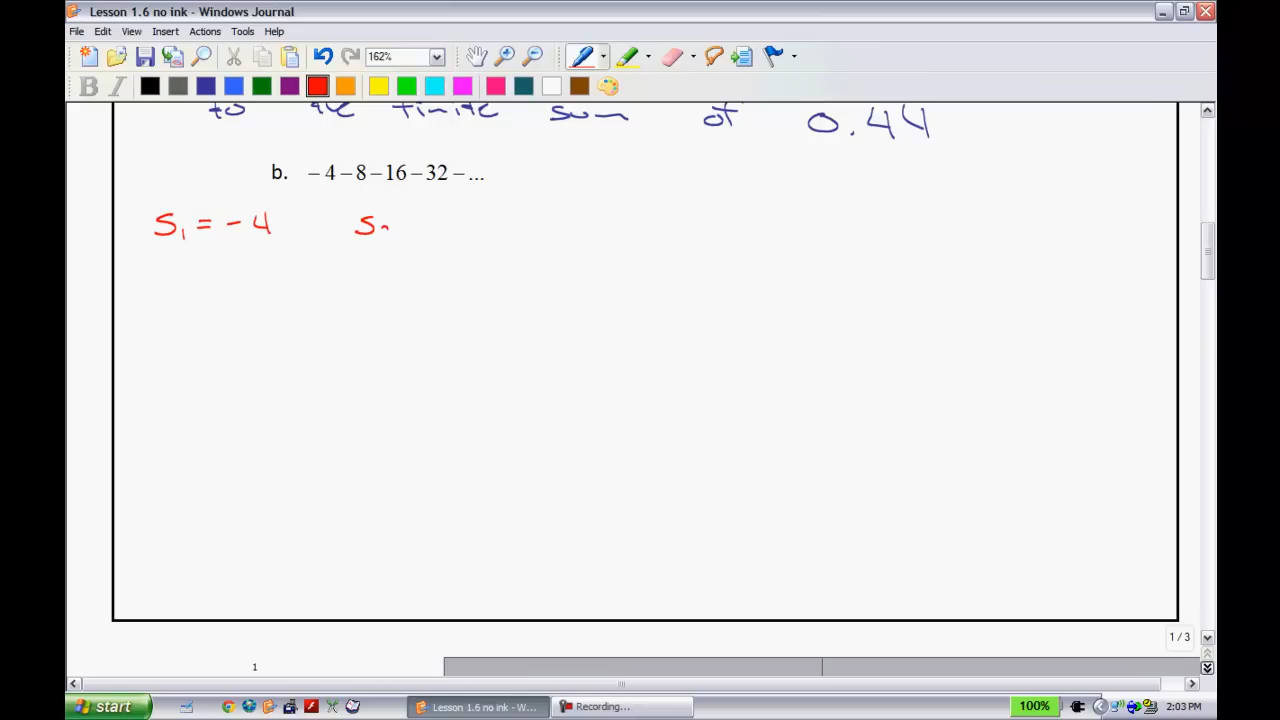 Lesson 1.6 no ink - Windows Journal
File Edit View Insert Actions Tools Help
162%
B I
to the finite sum of 0.44
b. – 4 – 8 – 16 – 32 – ...
S₁ = - 4 S
1 / 3
1
start Lesson 1.6 no ink - W... Recording... 100% 2:03 PM